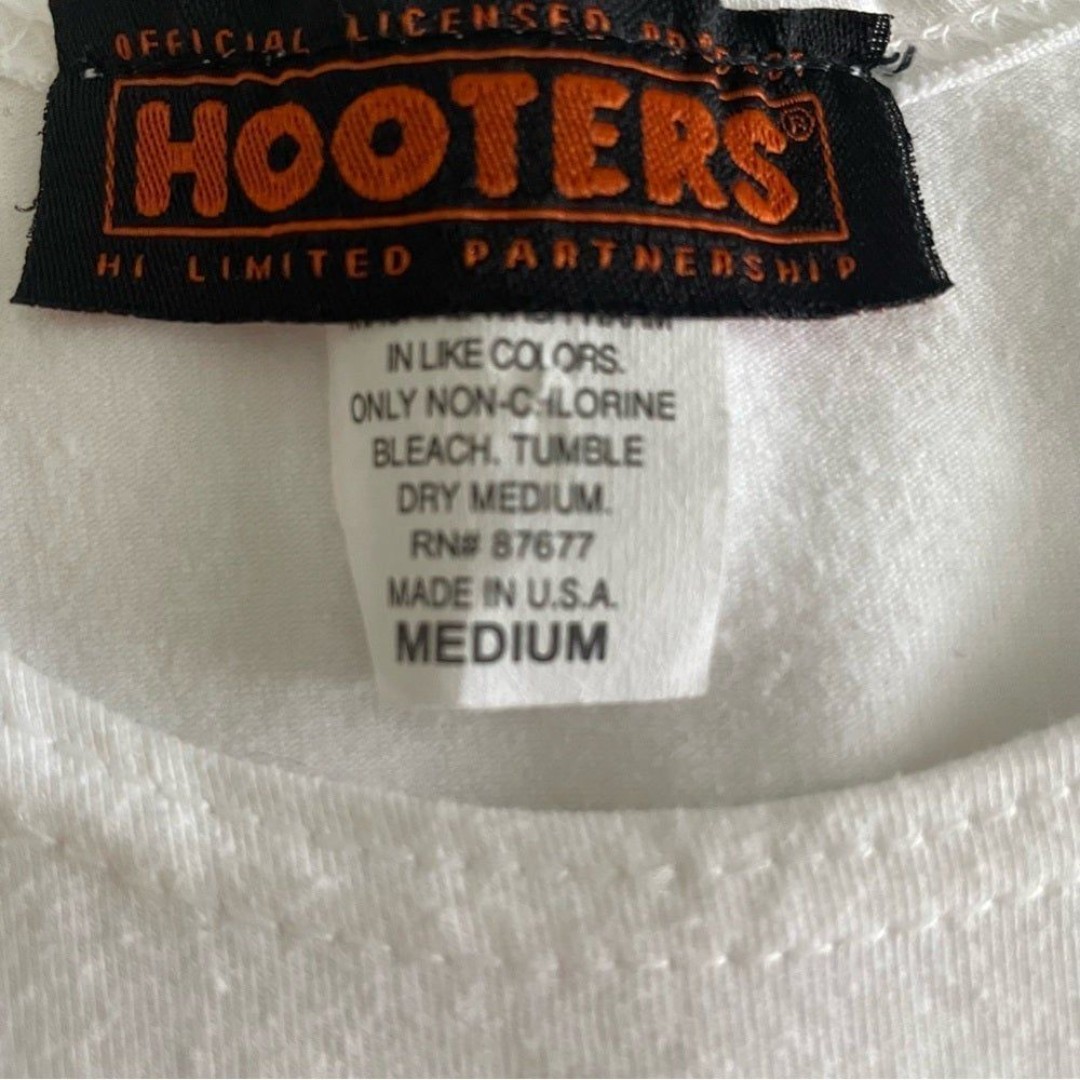 OFFICIAL LICENSED PRODUCT
HOOTERS®
HI LIMITED PARTNERSHIP
IN LIKE COLORS.
ONLY NON-CHLORINE
BLEACH. TUMBLE
DRY MEDIUM.
RN# 87677
MADE IN U.S.A.
MEDIUM